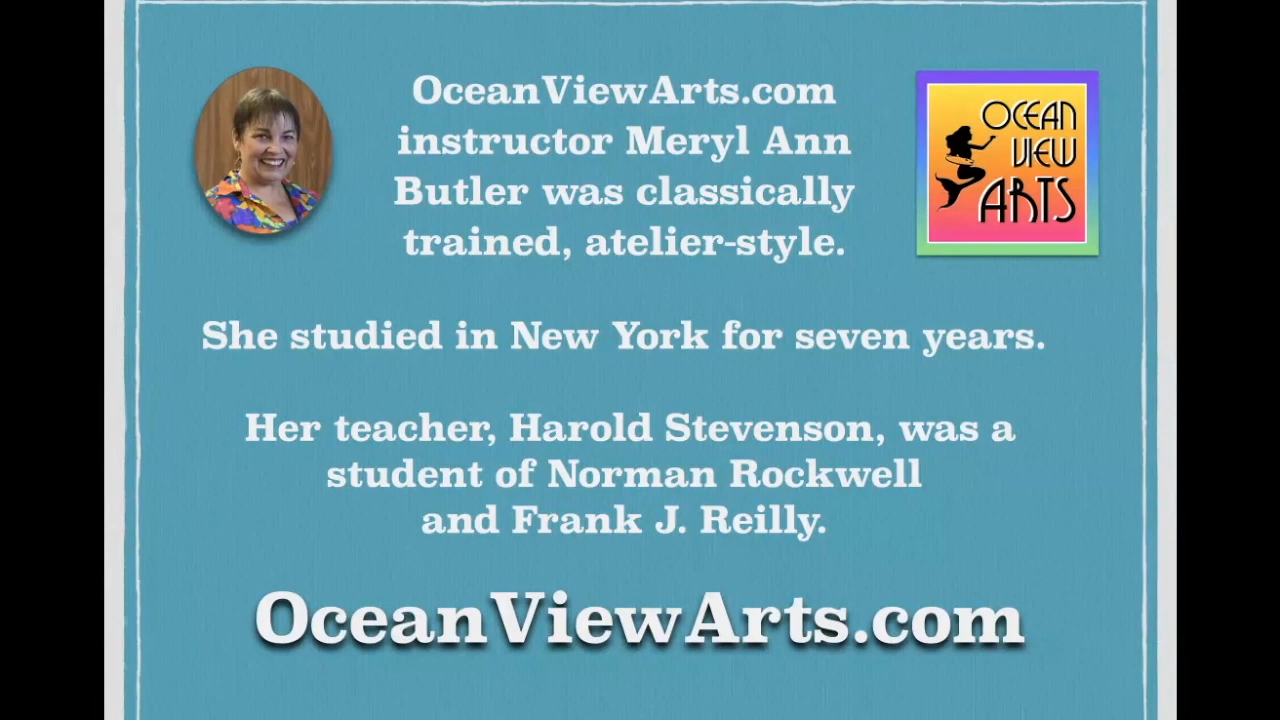 OceanViewArts.com
instructor Meryl Ann
Butler was classically
trained, atelier-style.
OCEAN
VIEW
ARTS
She studied in New York for seven years.
Her teacher, Harold Stevenson, was a
student of Norman Rockwell
and Frank J. Reilly.
OceanViewArts.com